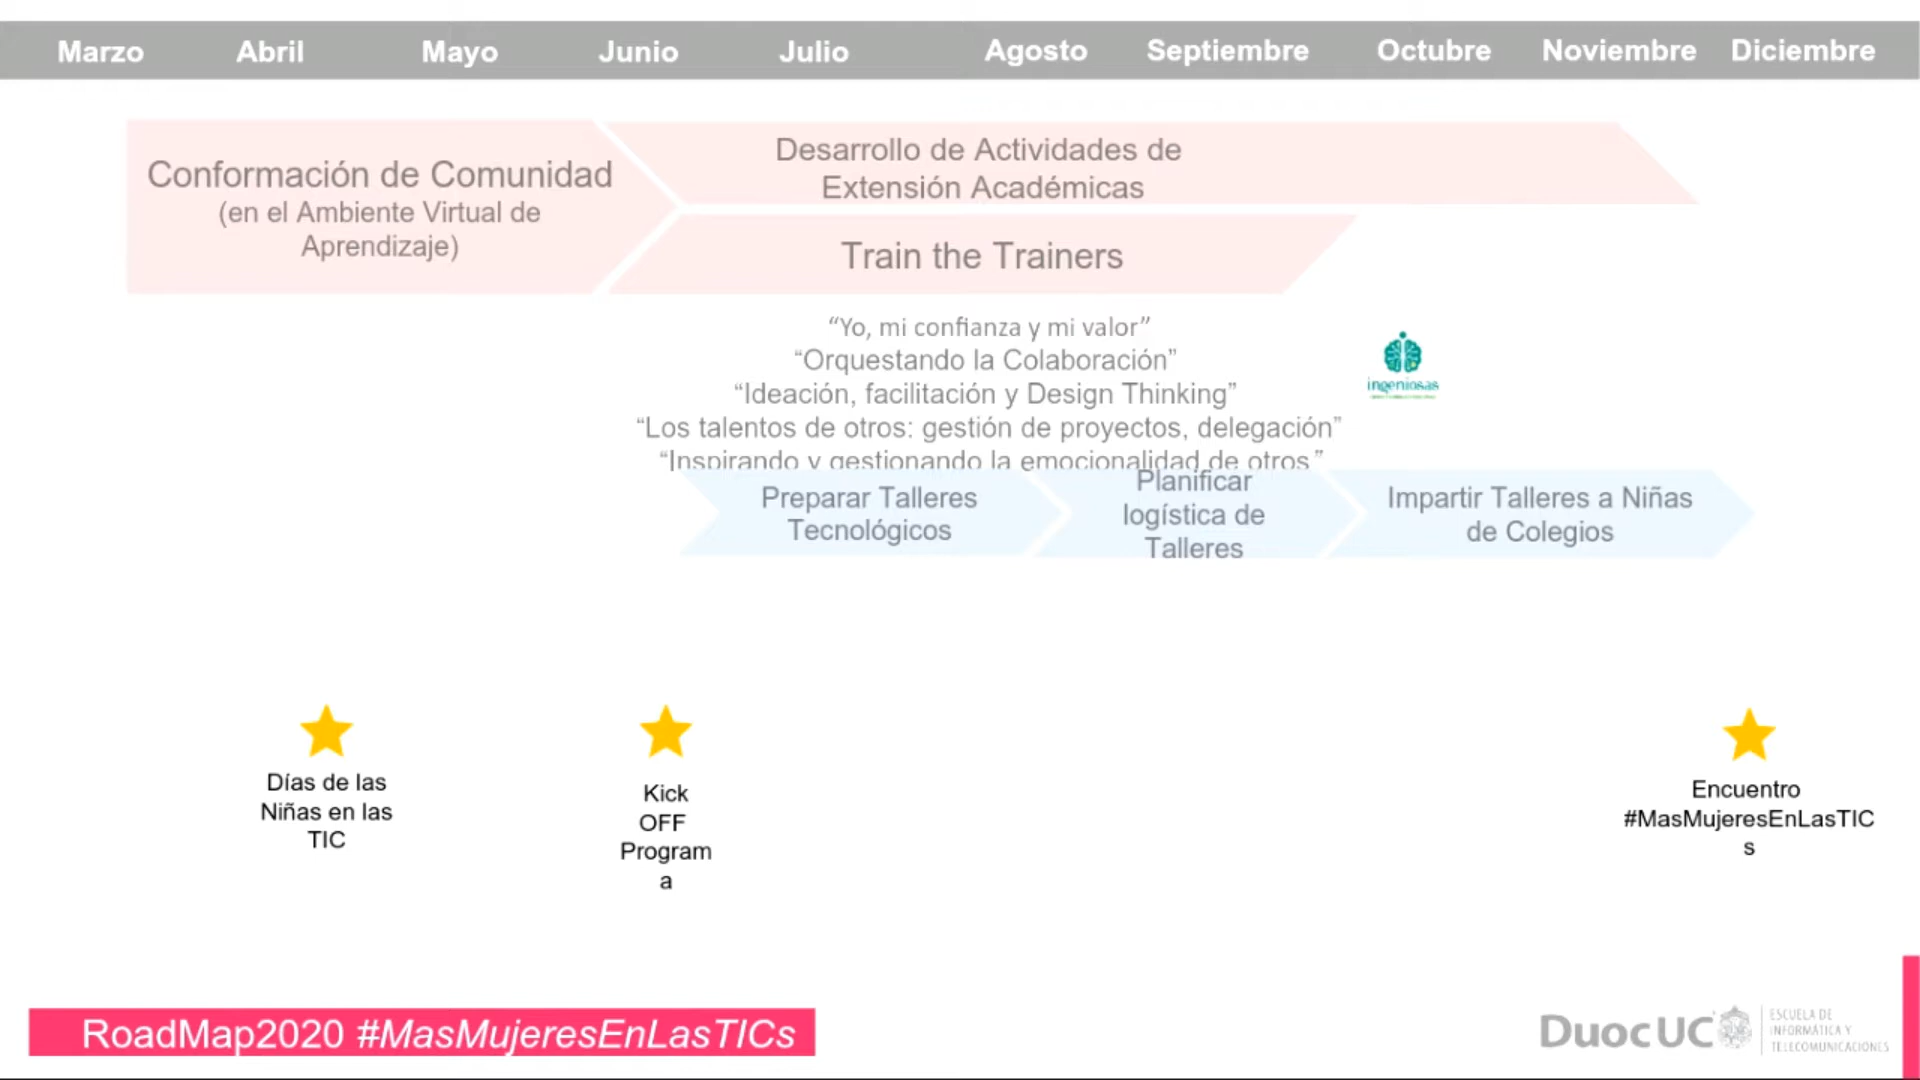 Marzo Abril Mayo Junio Julio Agosto Septiembre Octubre Noviembre Diciembre
Conformación de Comunidad
(en el Ambiente Virtual de
Aprendizaje)
Desarrollo de Actividades de
Extensión Académicas
Train the Trainers
“Yo, mi confianza y mi valor”
“Orquestando la Colaboración”
“Ideación, facilitación y Design Thinking”
“Los talentos de otros: gestión de proyectos, delegación”
“Inspirando y gestionando la emocionalidad de otros.”
ingeniosas
Preparar Talleres
Tecnológicos
Planificar
logística de
Talleres
Impartir Talleres a Niñas
de Colegios
Días de las
Niñas en las
TIC
Kick
OFF
Program
a
Encuentro
#MasMujeresEnLasTIC
s
RoadMap2020 #MasMujeresEnLasTICs
DuocUC
ESCUELA DE
INFORMÁTICA Y
TELECOMUNICACIONES